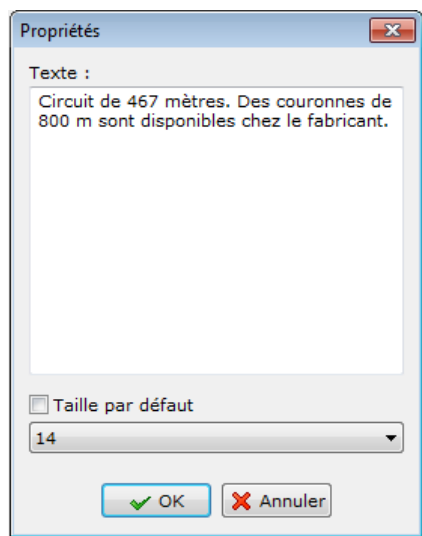 Propriétés
Texte :
Circuit de 467 mètres. Des couronnes de
800 m sont disponibles chez le fabricant.
Taille par défaut
14
OK
Annuler